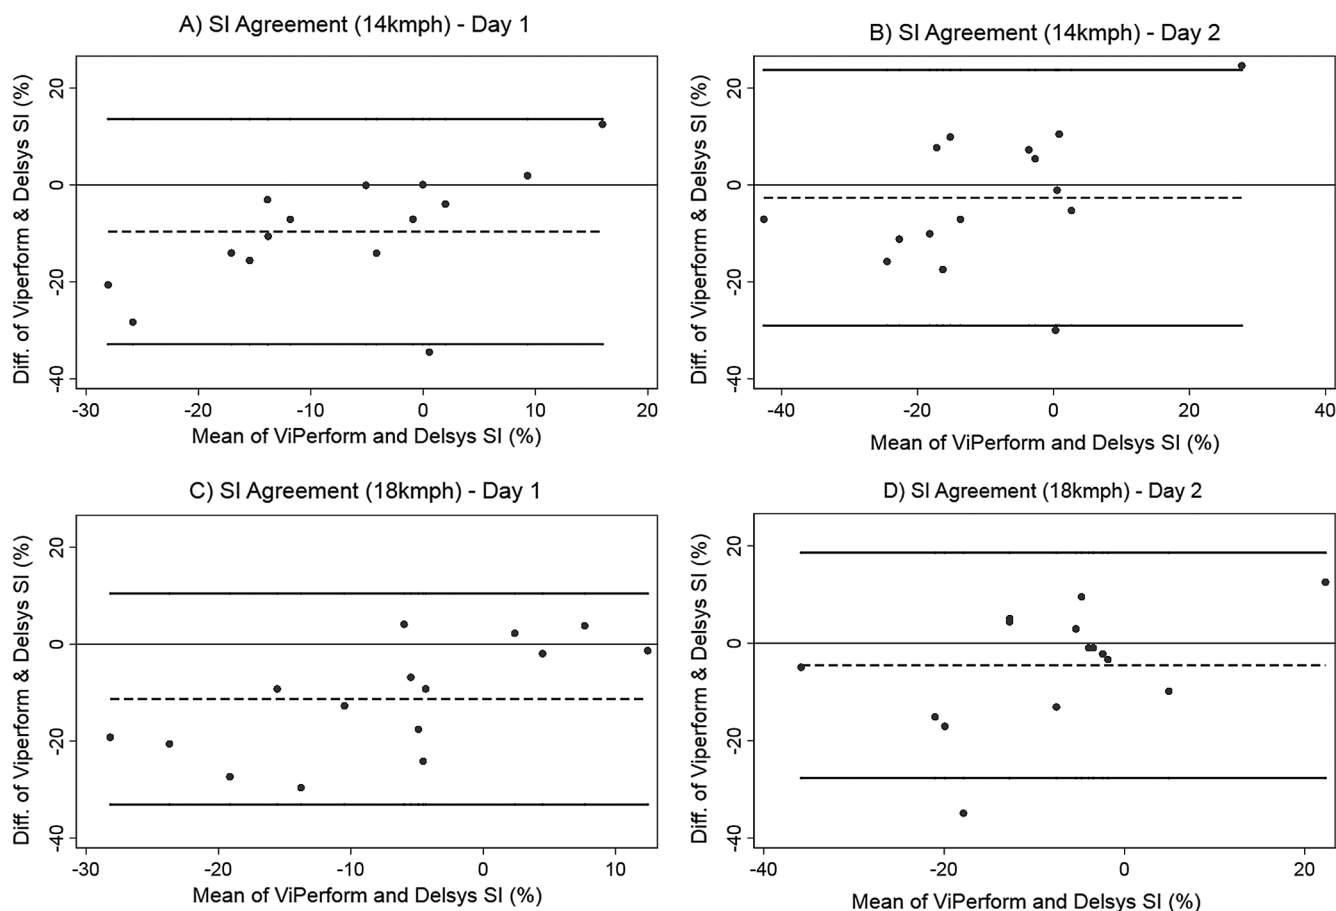 A) SI Agreement (14kmph) - Day 1
Diff. of Viperform & Delsys SI (%)
20
0
-20
-40
-30 -20 -10 0 10 20
Mean of ViPerform and Delsys SI (%)
B) SI Agreement (14kmph) - Day 2
Diff. of Viperform & Delsys SI (%)
20
0
-20
-40
-40 -20 0 20 40
Mean of ViPerform and Delsys SI (%)
C) SI Agreement (18kmph) - Day 1
Diff. of Viperform & Delsys SI (%)
20
0
-20
-40
-30 -20 -10 0 10
Mean of ViPerform and Delsys SI (%)
D) SI Agreement (18kmph) - Day 2
Diff. of Viperform & Delsys SI (%)
20
0
-20
-40
-40 -20 0 20
Mean of ViPerform and Delsys SI (%)